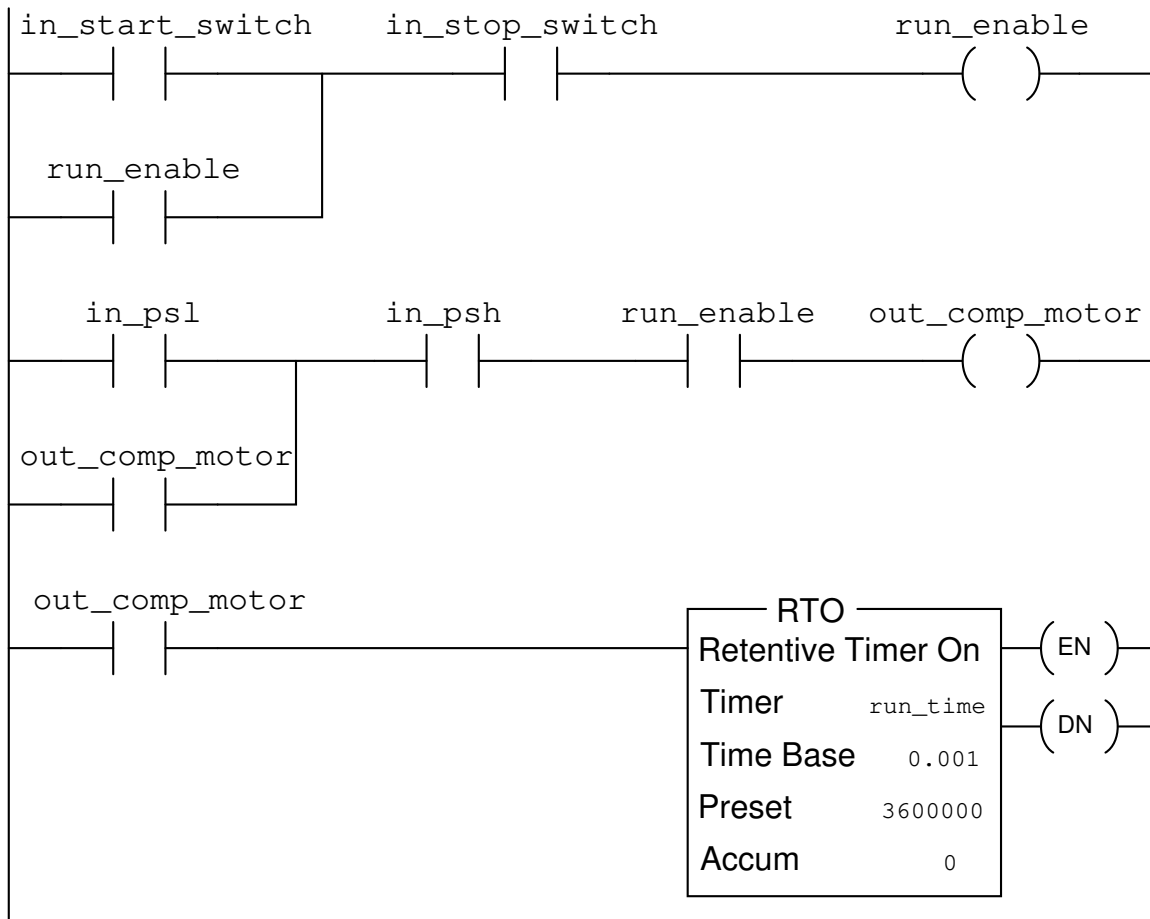 in_start_switch in_stop_switch run_enable
run_enable
in_psl in_psh run_enable out_comp_motor
out_comp_motor
out_comp_motor
RTO
Retentive Timer On
EN
Timer run_time
DN
Time Base 0.001
Preset 3600000
Accum 0